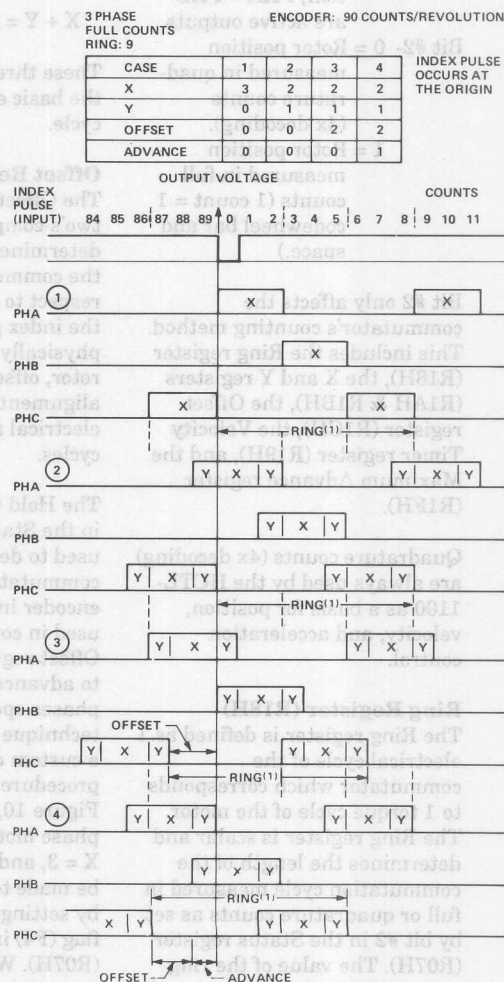 3 PHASE
FULL COUNTS
RING: 9
ENCODER: 90 COUNTS/REVOLUTION
CASE 1 2 3 4
X 3 2 2 2
Y 0 1 1 1
OFFSET 0 0 2 2
ADVANCE 0 0 0 1
INDEX PULSE
OCCURS AT
THE ORIGIN
OUTPUT VOLTAGE
INDEX
PULSE
(INPUT)
COUNTS
84 85 86 87 88 89 0 1 2 3 4 5 6 7 8 9 10 11
1
PHA X X
PHB X
PHC X X
RING(1)
2
PHA Y X Y Y X Y
PHB Y X Y
PHC Y X Y Y X Y
RING(1)
3
PHA Y X Y Y X Y
PHB Y X Y
OFFSET
PHC Y X Y Y X Y
RING(1)
4
PHA Y X Y Y X Y
PHB Y X Y
RING(1)
PHC X Y Y X Y
OFFSET ADVANCE